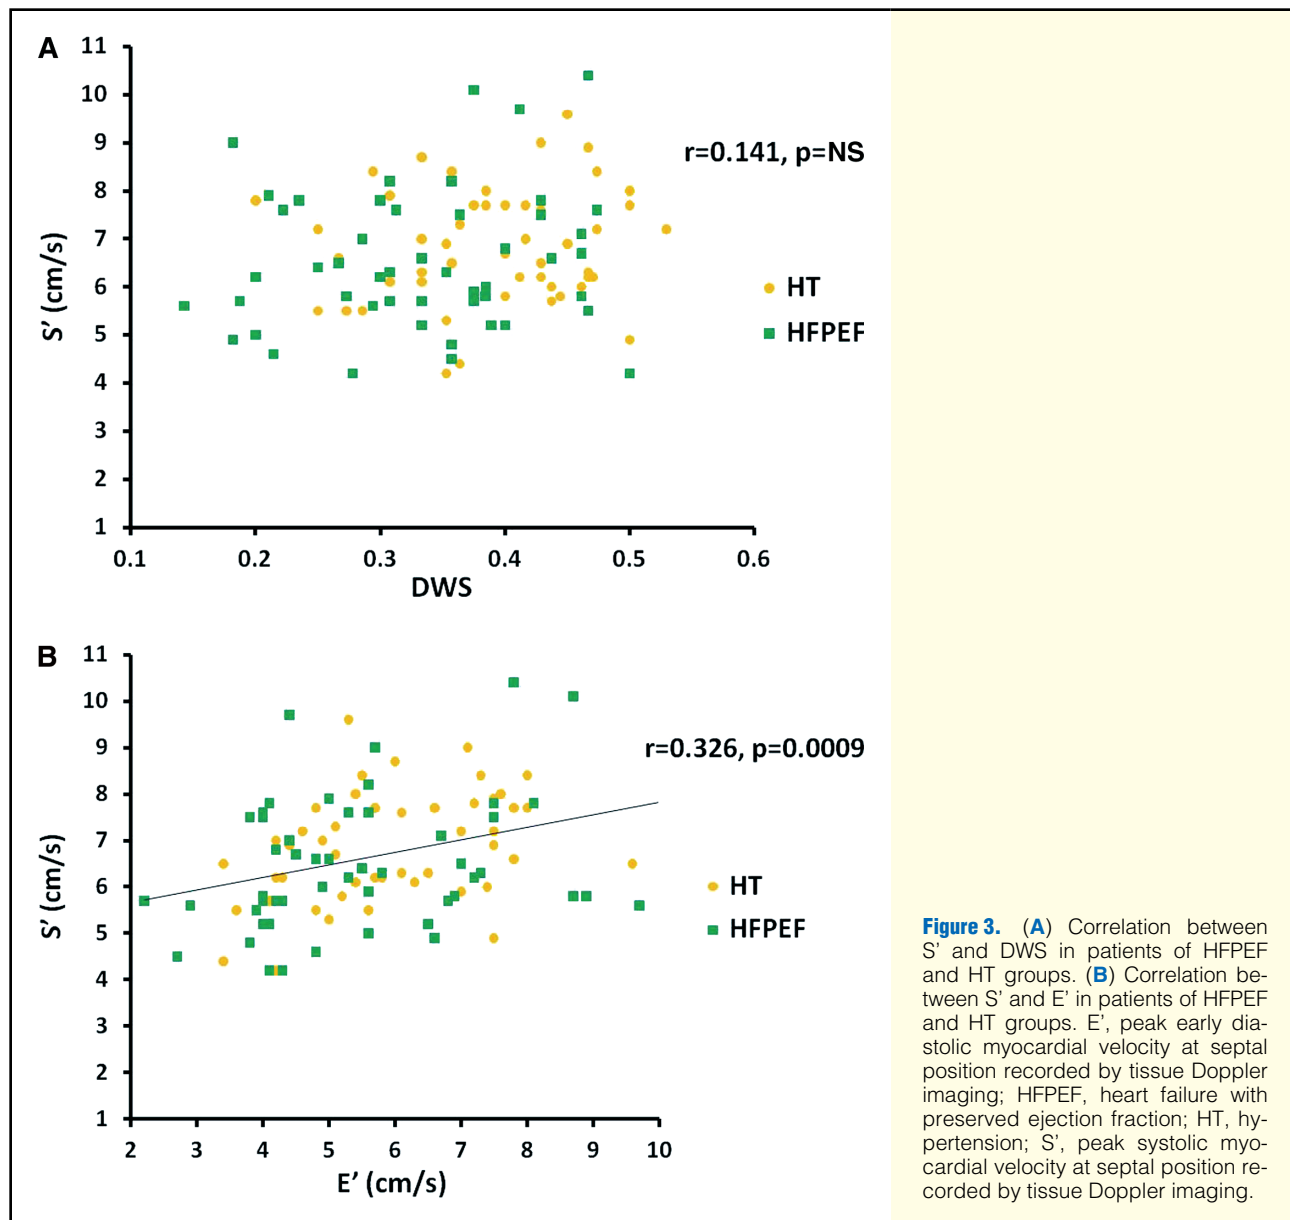 A
11
10
9
8
7
6
5
4
3
2
1
S’ (cm/s)
r=0.141, p=NS
HT
HFPEF
0.1 0.2 0.3 0.4 0.5 0.6
DWS
B
11
10
9
8
7
6
5
4
3
2
1
S’ (cm/s)
r=0.326, p=0.0009
HT
HFPEF
2 3 4 5 6 7 8 9 10
E’ (cm/s)
Figure 3. (A) Correlation between
S’ and DWS in patients of HFPEF
and HT groups. (B) Correlation be-
tween S’ and E’ in patients of HFPEF
and HT groups. E’, peak early dia-
stolic myocardial velocity at septal
position recorded by tissue Doppler
imaging; HFPEF, heart failure with
preserved ejection fraction; HT, hy-
pertension; S’, peak systolic myo-
cardial velocity at septal position re-
corded by tissue Doppler imaging.